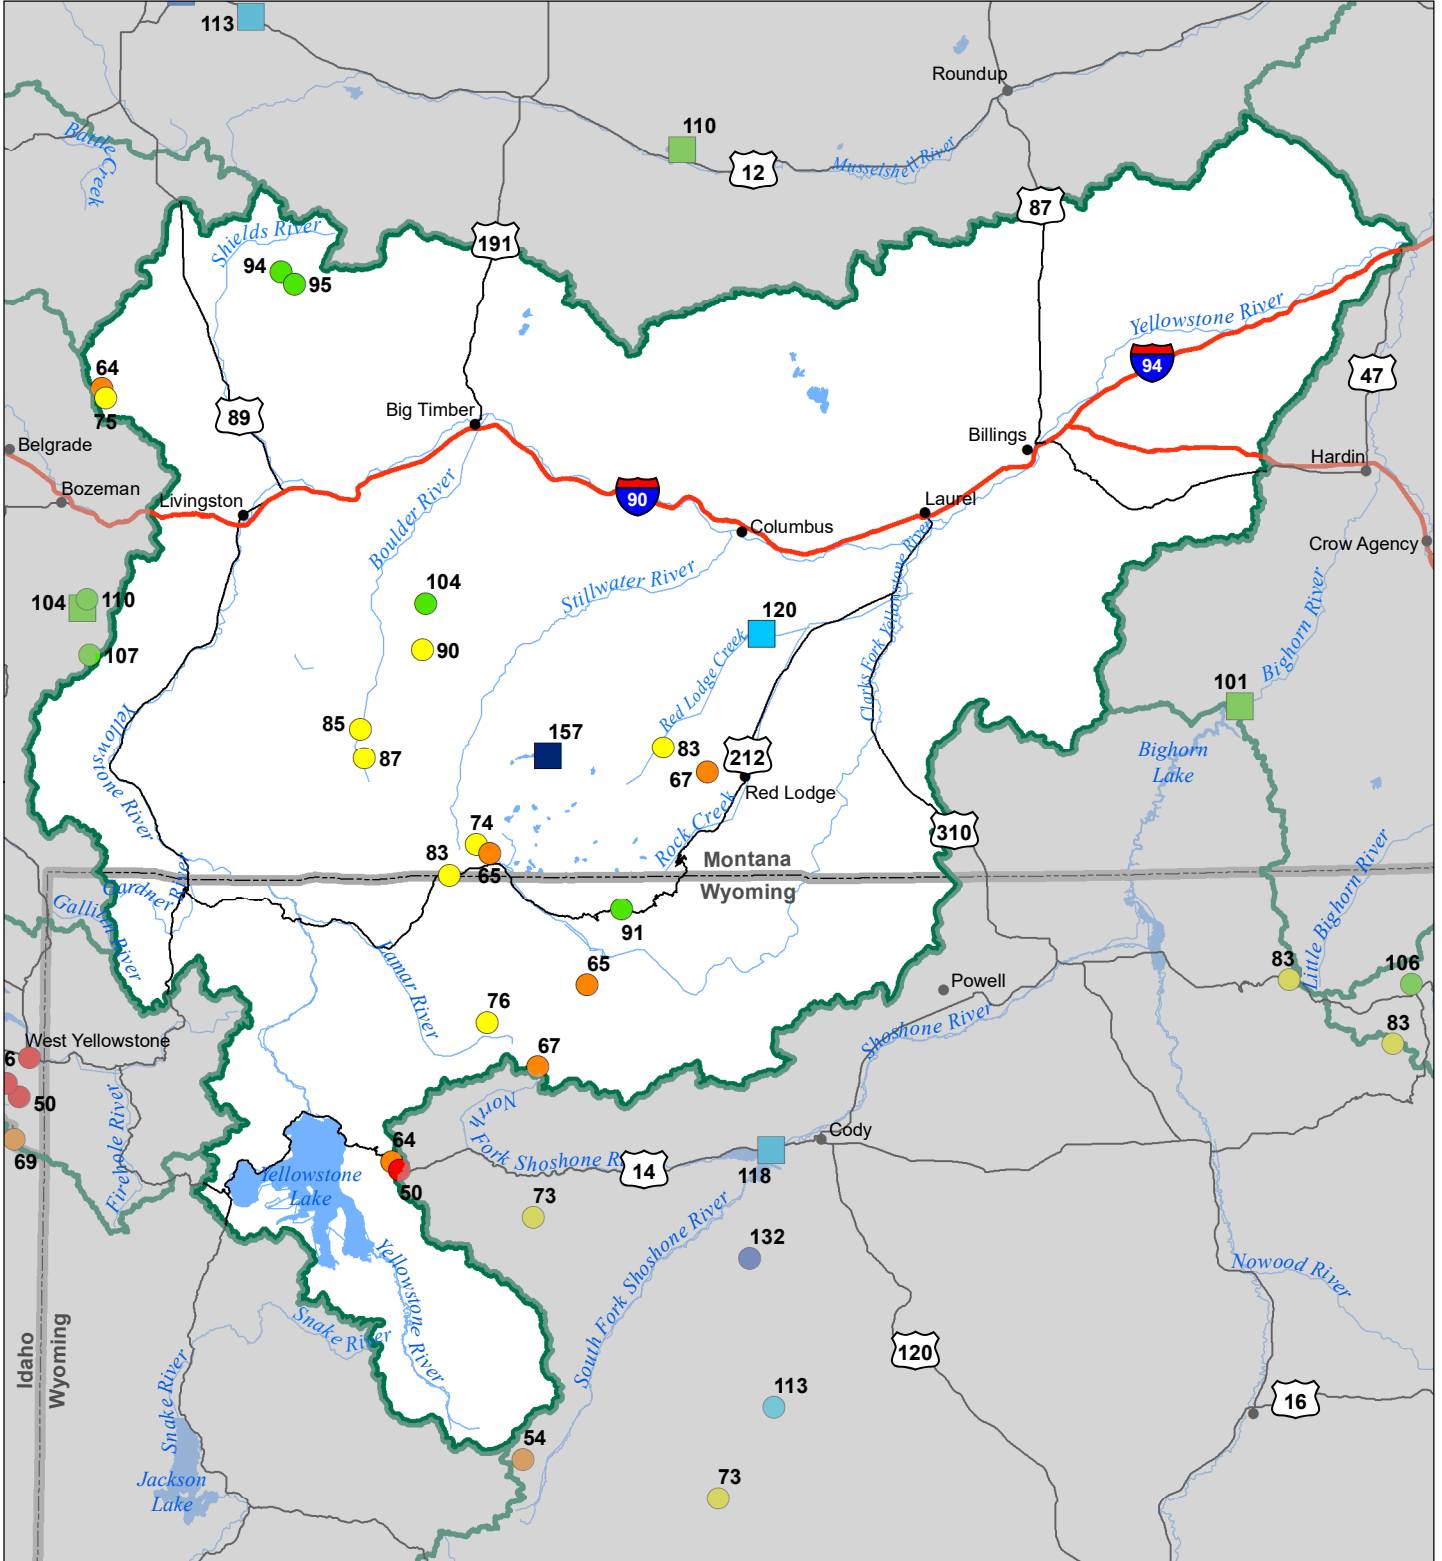 113
Roundup
110
12
Musselshell River
Battle
Creek
87
Shields River
191
94
95
Yellowstone River
94
47
64
75
89
Big Timber
Billings
Belgrade
Hardin
Bozeman
Livingston
90
Laurel
Columbus
Crow Agency
Boulder River
Stillwater River
Clarks Fork Yellowstone River
Bighorn River
104
110
104
120
107
90
Red Lodge Creek
101
85
87
157
83
67
212
Red Lodge
Bighorn
Lake
Yellowstone River
Rock Creek
310
74
83
65
Montana
Wyoming
Gardner River
Gallatin River
91
Little Bighorn River
Lamar River
65
Powell
83
106
76
Shoshone River
83
West Yellowstone
6
50
67
North
Fork Shoshone R
14
Cody
118
69
Firehole River
64
50
Yellowstone
Lake
73
132
South Fork Shoshone River
Yellowstone River
Nowood River
Snake River
Idaho
Wyoming
120
Snake River
113
16
54
Jackson
Lake
73